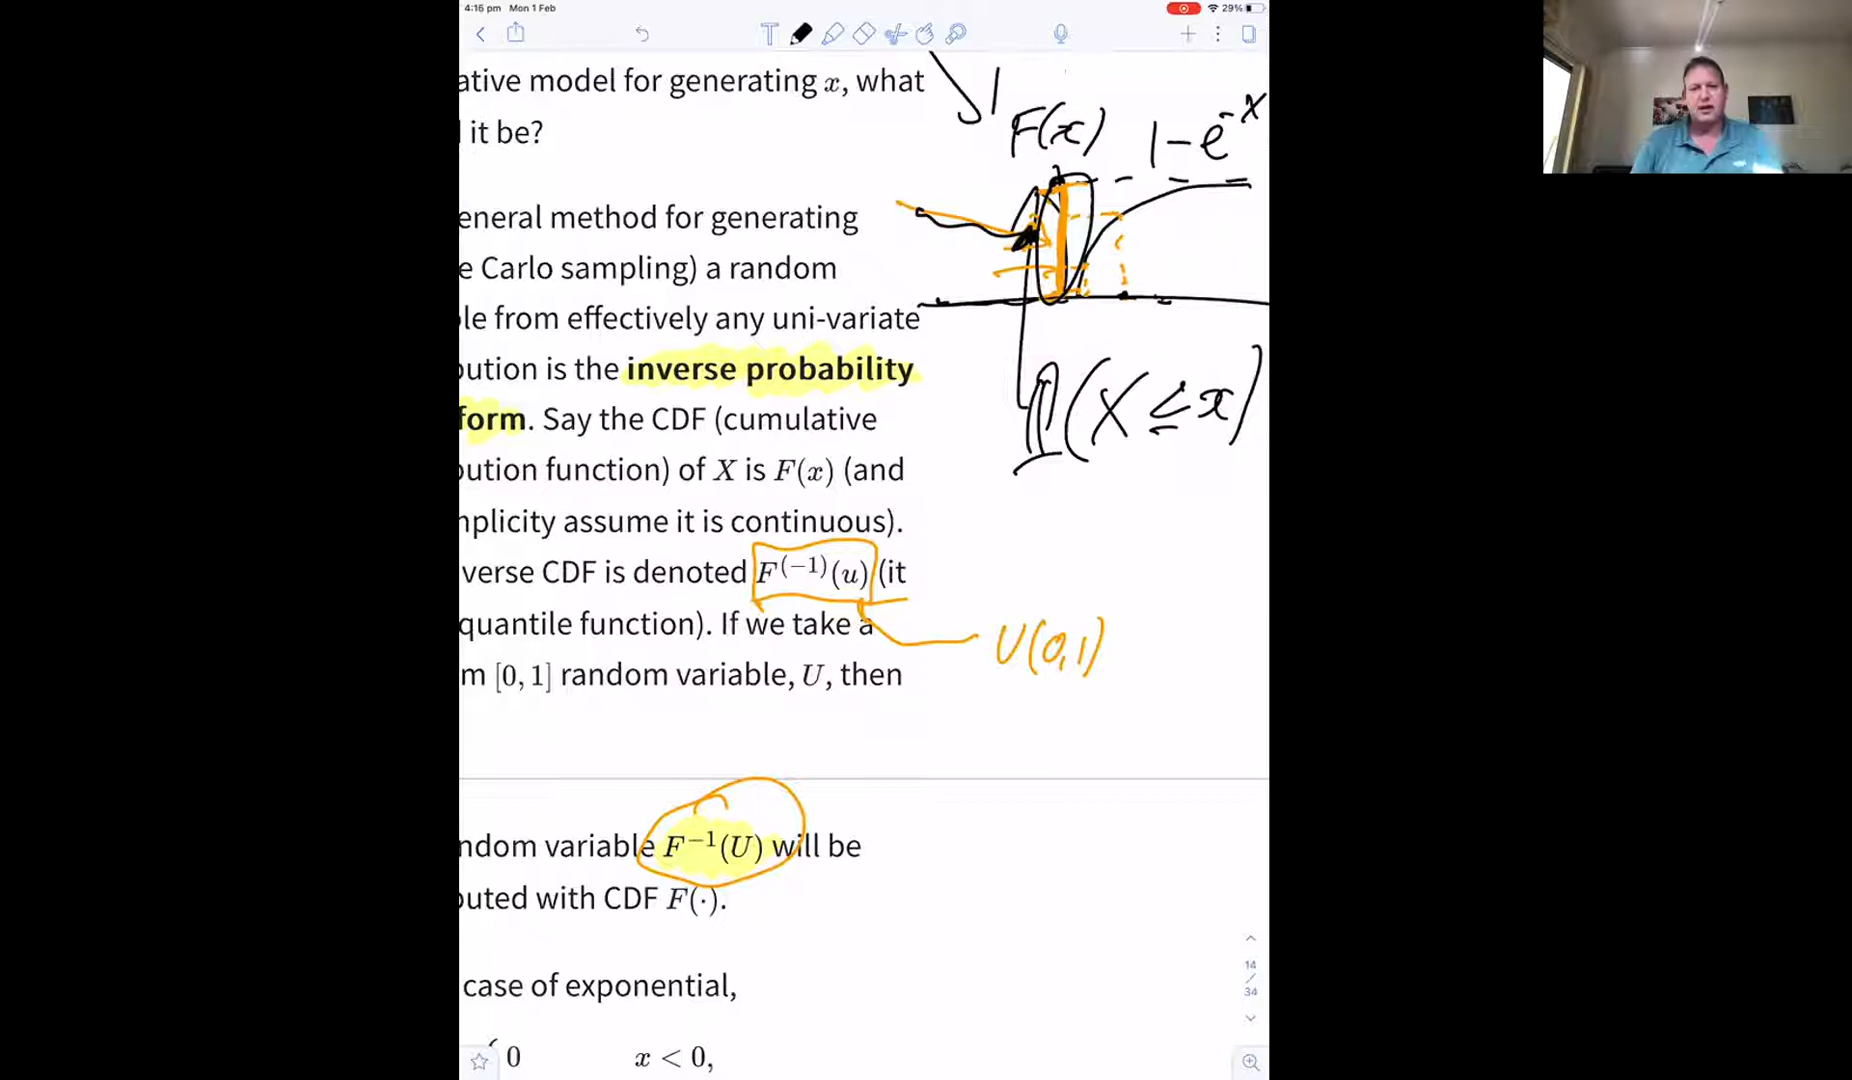 4:16 pm Mon 1 Feb
29%
ative model for generating x, what
it be?
F(x)
1-e^-x
eneral method for generating
e Carlo sampling) a random
le from effectively any uni-variate
bution is the inverse probability
form. Say the CDF (cumulative
bution function) of X is F(x) (and
mplicity assume it is continuous).
ℙ(X ≤ x)
verse CDF is denoted F^(−1)(u) (it
quantile function). If we take a
m [0, 1] random variable, U, then
U(0,1)
ndom variable F^−1(U) will be
buted with CDF F(·).
case of exponential,
0 x < 0,
14
/
34